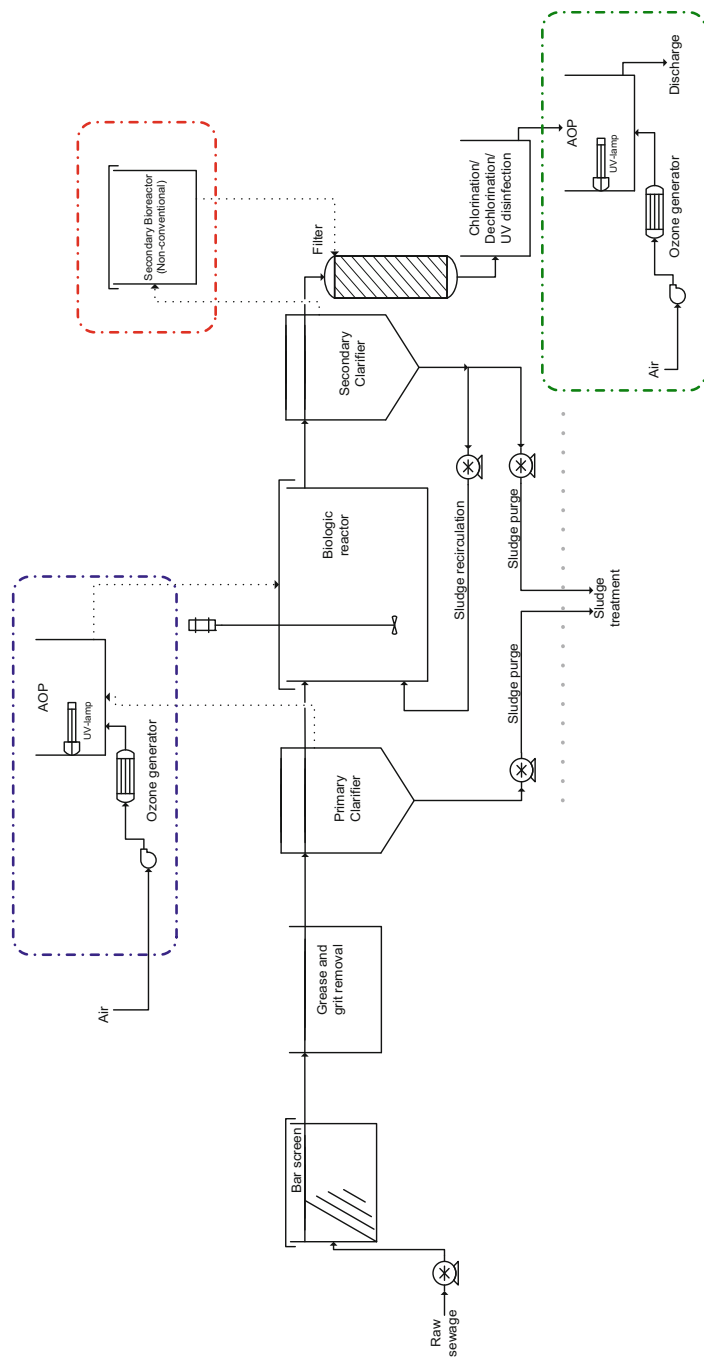 Raw
sewage
Bar screen
Grease and
grit removal
Air
Ozone generator
UV-lamp
AOP
Primary
Clarifier
Sludge purge
Biologic
reactor
Sludge recirculation
Sludge purge
Sludge
treatment
Secondary
Clarifier
Secondary Bioreactor
(Non-conventional)
Filter
Chlorination/
Dechlorination/
UV disinfection
Air
Ozone generator
UV-lamp
AOP
Discharge